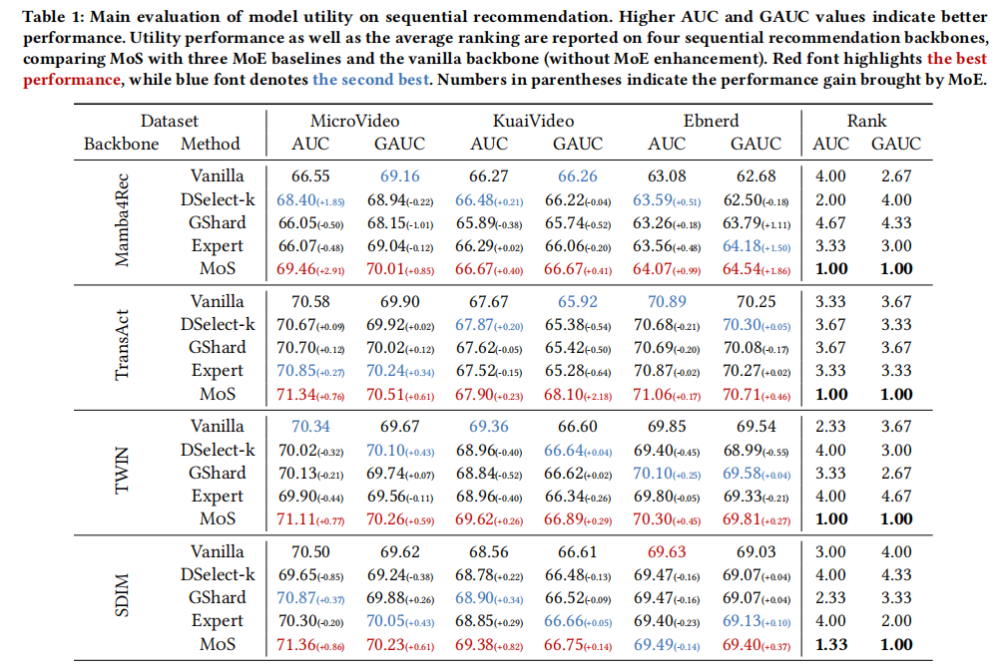 Table 1: Main evaluation of model utility on sequential recommendation. Higher AUC and GAUC values indicate better
performance. Utility performance as well as the average ranking are reported on four sequential recommendation backbones,
comparing MoS with three MoE baselines and the vanilla backbone (without MoE enhancement). Red font highlights the best
performance, while blue font denotes the second best. Numbers in parentheses indicate the performance gain brought by MoE.
Dataset MicroVideo KuaiVideo Ebnerd Rank
Backbone Method AUC GAUC AUC GAUC AUC GAUC AUC GAUC
Mamba4Rec
Vanilla 66.55 69.16 66.27 66.26 63.08 62.68 4.00 2.67
DSelect-k 68.40(+1.85) 68.94(-0.22) 66.48(+0.21) 66.22(-0.04) 63.59(+0.51) 62.50(-0.18) 2.00 4.00
GShard 66.05(-0.50) 68.15(-1.01) 65.89(-0.38) 65.74(-0.52) 63.26(+0.18) 63.79(+1.11) 4.67 4.33
Expert 66.07(-0.48) 69.04(-0.12) 66.29(+0.02) 66.06(-0.20) 63.56(+0.48) 64.18(+1.50) 3.33 3.00
MoS 69.46(+2.91) 70.01(+0.85) 66.67(+0.40) 66.67(+0.41) 64.07(+0.99) 64.54(+1.86) 1.00 1.00
TransAct
Vanilla 70.58 69.90 67.67 65.92 70.89 70.25 3.33 3.67
DSelect-k 70.67(+0.09) 69.92(+0.02) 67.87(+0.20) 65.38(-0.54) 70.68(-0.21) 70.30(+0.05) 3.67 3.33
GShard 70.70(+0.12) 70.02(+0.12) 67.62(-0.05) 65.42(-0.50) 70.69(-0.20) 70.08(-0.17) 3.67 3.67
Expert 70.85(+0.27) 70.24(+0.34) 67.52(-0.15) 65.28(-0.64) 70.87(-0.02) 70.27(+0.02) 3.33 3.33
MoS 71.34(+0.76) 70.51(+0.61) 67.90(+0.23) 68.10(+2.18) 71.06(+0.17) 70.71(+0.46) 1.00 1.00
TWIN
Vanilla 70.34 69.67 69.36 66.60 69.85 69.54 2.33 3.67
DSelect-k 70.02(-0.32) 70.10(+0.43) 68.96(-0.40) 66.64(+0.04) 69.40(-0.45) 68.99(-0.55) 4.00 3.00
GShard 70.13(-0.21) 69.74(+0.07) 68.84(-0.52) 66.62(+0.02) 70.10(+0.25) 69.58(+0.04) 3.33 2.67
Expert 69.90(-0.44) 69.56(-0.11) 68.96(-0.40) 66.34(-0.26) 69.80(-0.05) 69.33(-0.21) 4.00 4.67
MoS 71.11(+0.77) 70.26(+0.59) 69.62(+0.26) 66.89(+0.29) 70.30(+0.45) 69.81(+0.27) 1.00 1.00
SDIM
Vanilla 70.50 69.62 68.56 66.61 69.63 69.03 3.00 4.00
DSelect-k 69.65(-0.85) 69.24(-0.38) 68.78(+0.22) 66.48(-0.13) 69.47(-0.16) 69.07(+0.04) 4.00 4.33
GShard 70.87(+0.37) 69.88(+0.26) 68.90(+0.34) 66.52(-0.09) 69.47(-0.16) 69.07(+0.04) 2.33 3.33
Expert 70.30(-0.20) 70.05(+0.43) 68.85(+0.29) 66.66(+0.05) 69.40(-0.23) 69.13(+0.10) 4.00 2.00
MoS 71.36(+0.86) 70.23(+0.61) 69.38(+0.82) 66.75(+0.14) 69.49(-0.14) 69.40(+0.37) 1.33 1.00